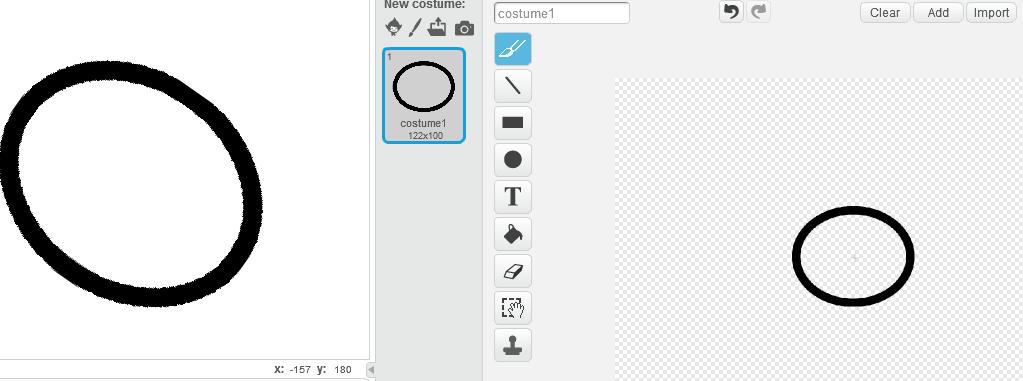 New costume:
costume1
Clear
Add
Import
1
costume1
122x100
T
x: -157 y: 180